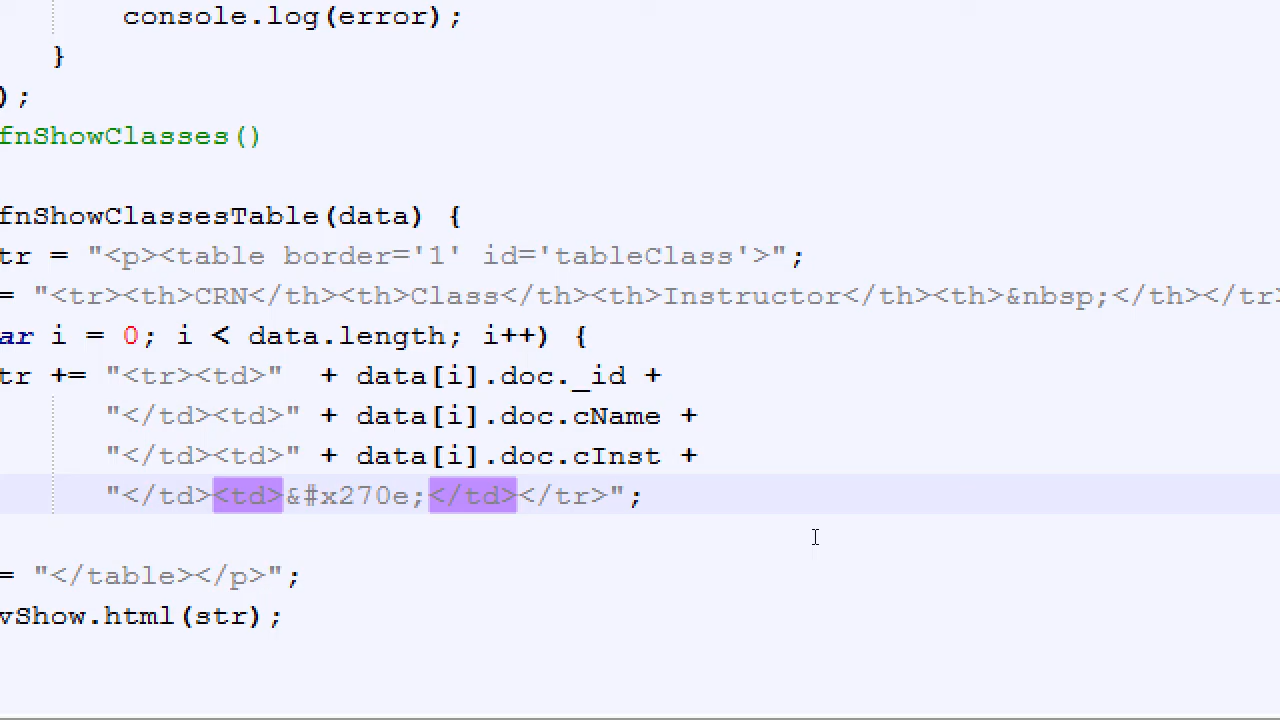 console.log(error);
}
);
fnShowClasses()
fnShowClassesTable(data) {
tr = "<p><table border='1' id='tableClass'>";
= "<tr><th>CRN</th><th>Class</th><th>Instructor</th><th>&nbsp;</th></tr>
ar i = 0; i < data.length; i++) {
tr += "<tr><td>"  + data[i].doc._id +
"</td><td>" + data[i].doc.cName +
"</td><td>" + data[i].doc.cInst +
"</td><td>&#x270e;</td></tr>";
= "</table></p>";
vShow.html(str);